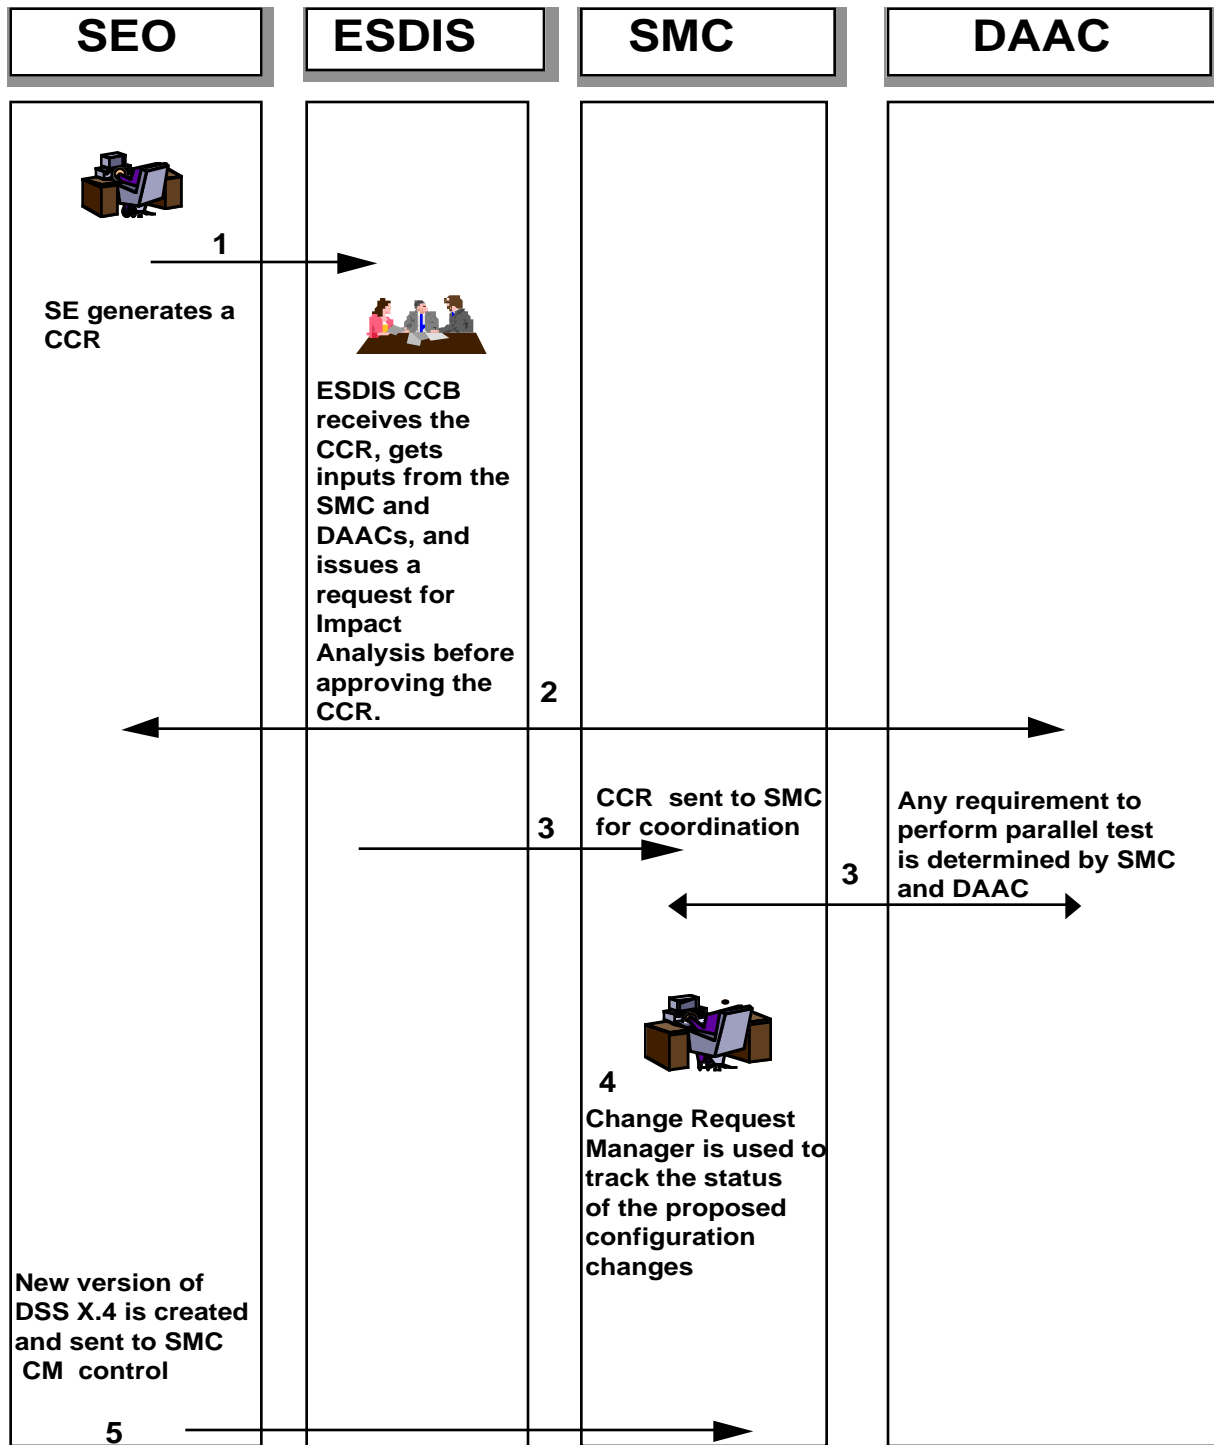 SEO
ESDIS
SMC
DAAC
1
SE generates a
CCR
ESDIS CCB
receives the
CCR, gets
inputs from the
SMC and
DAACs, and
issues a
request for
Impact
Analysis before
approving the
CCR.
2
CCR  sent to SMC
for coordination
3
Any requirement to
perform parallel test
is determined by SMC
and DAAC
3
4
Change Request
Manager is used to
track the status
of the proposed
configuration
changes
New version of
DSS X.4 is created
and sent to SMC
CM  control
5